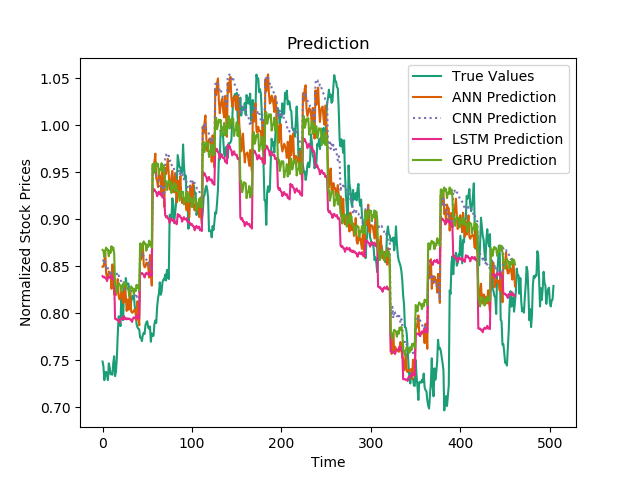 Prediction
True Values
ANN Prediction
CNN Prediction
LSTM Prediction
GRU Prediction
1.05
1.00
0.95
0.90
0.85
0.80
0.75
0.70
Normalized Stock Prices
0 100 200 300 400 500
Time